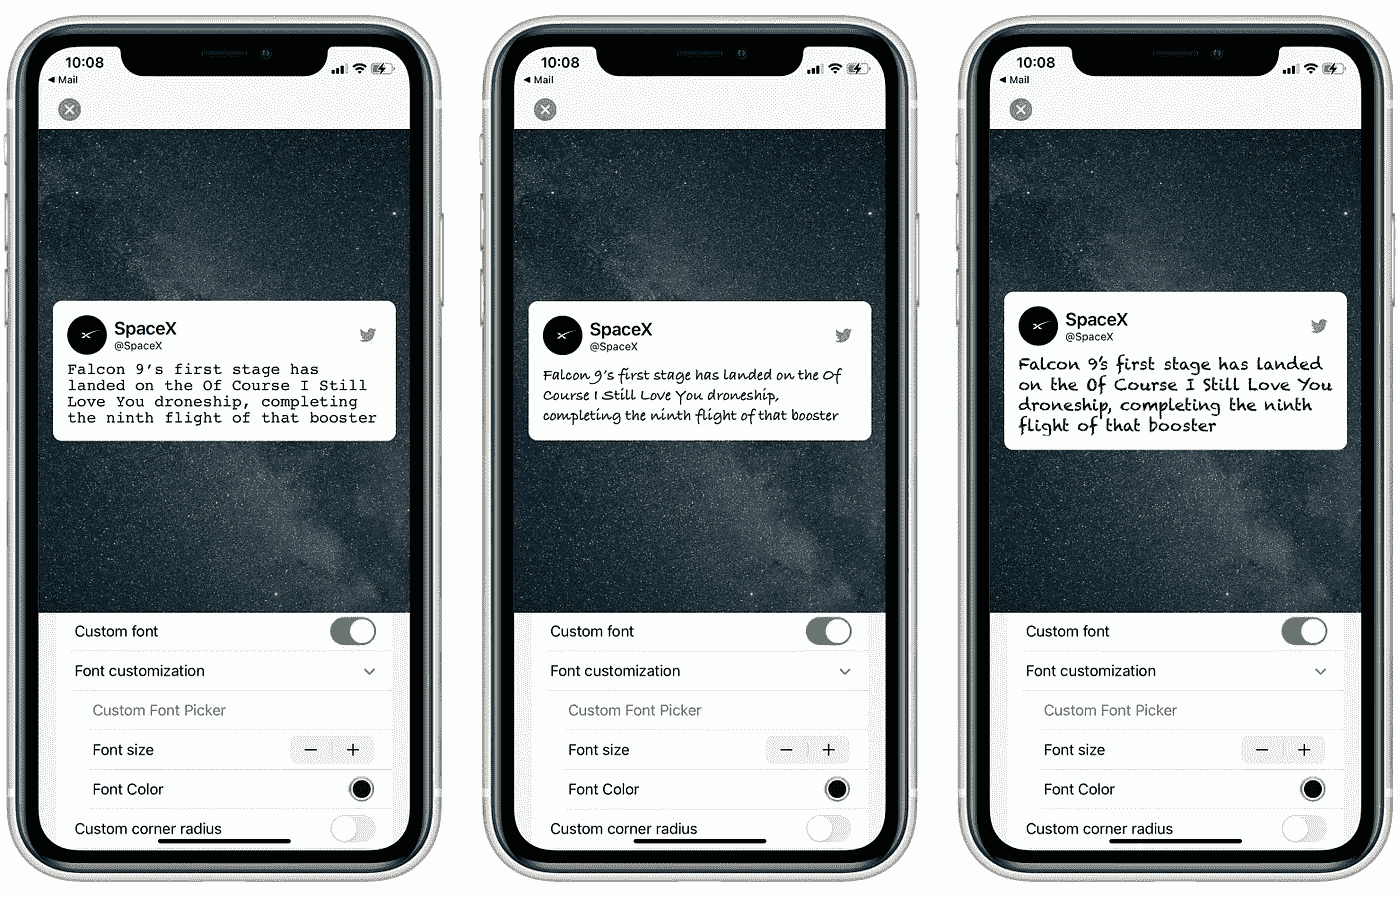 10:08
◀ Mail
SpaceX
@SpaceX
Falcon 9's first stage has
landed on the Of Course I Still
Love You droneship, completing
the ninth flight of that booster
Custom font
Font customization
Custom Font Picker
Font size
− +
Font Color
Custom corner radius
10:08
◀ Mail
SpaceX
@SpaceX
Falcon 9's first stage has landed on the Of
Course I Still Love You droneship,
completing the ninth flight of that booster
Custom font
Font customization
Custom Font Picker
Font size
− +
Font Color
Custom corner radius
10:08
◀ Mail
SpaceX
@SpaceX
Falcon 9's first stage has landed
on the Of Course I Still Love You
droneship, completing the ninth
flight of that booster
Custom font
Font customization
Custom Font Picker
Font size
− +
Font Color
Custom corner radius